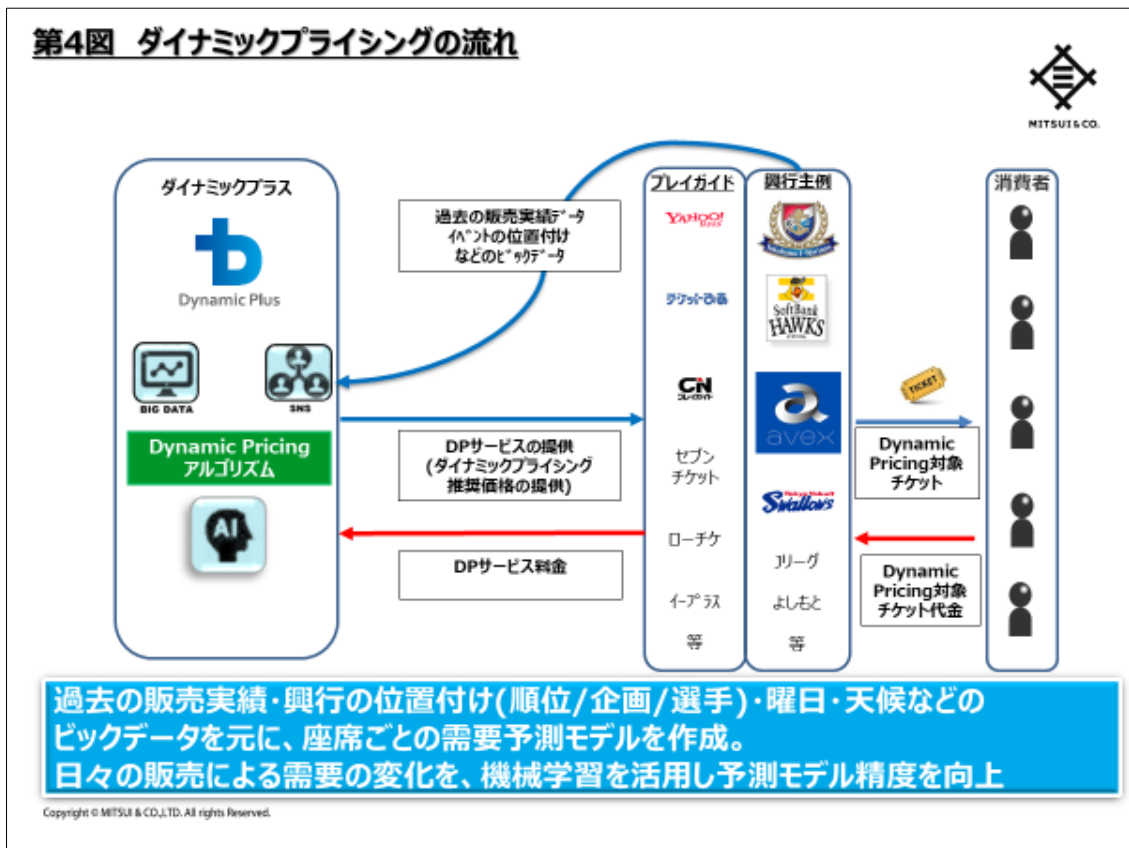 第4図 ダイナミックプライシングの流れ
MITSUI & CO.
ダイナミックプラス
Dynamic Plus
BIG DATA
SNS
Dynamic Pricing
アルゴリズム
AI
過去の販売実績ﾃﾞｰﾀ
ｲﾍﾞﾝﾄの位置付け
などのﾋﾞｯｸﾃﾞｰﾀ
DPサービスの提供
(ダイナミックプライシング
推奨価格の提供)
DPサービス料金
プレイガイド
YAHOO!
JAPAN
チケットぴあ
CN
プレイガイド
セブン
チケット
ローチケ
ｲｰﾌﾟﾗｽ
等
興行主例
SoftBank
HAWKS
avex
Swallows
Jリーグ
よしもと
等
TICKET
Dynamic
Pricing対象
チケット
Dynamic
Pricing対象
チケット代金
消費者
過去の販売実績・興行の位置付け(順位/企画/選手)・曜日・天候などの
ビックデータを元に、座席ごとの需要予測モデルを作成。
日々の販売による需要の変化を、機械学習を活用し予測モデル精度を向上
Copyright © MITSUI & CO.,LTD. All rights Reserved.